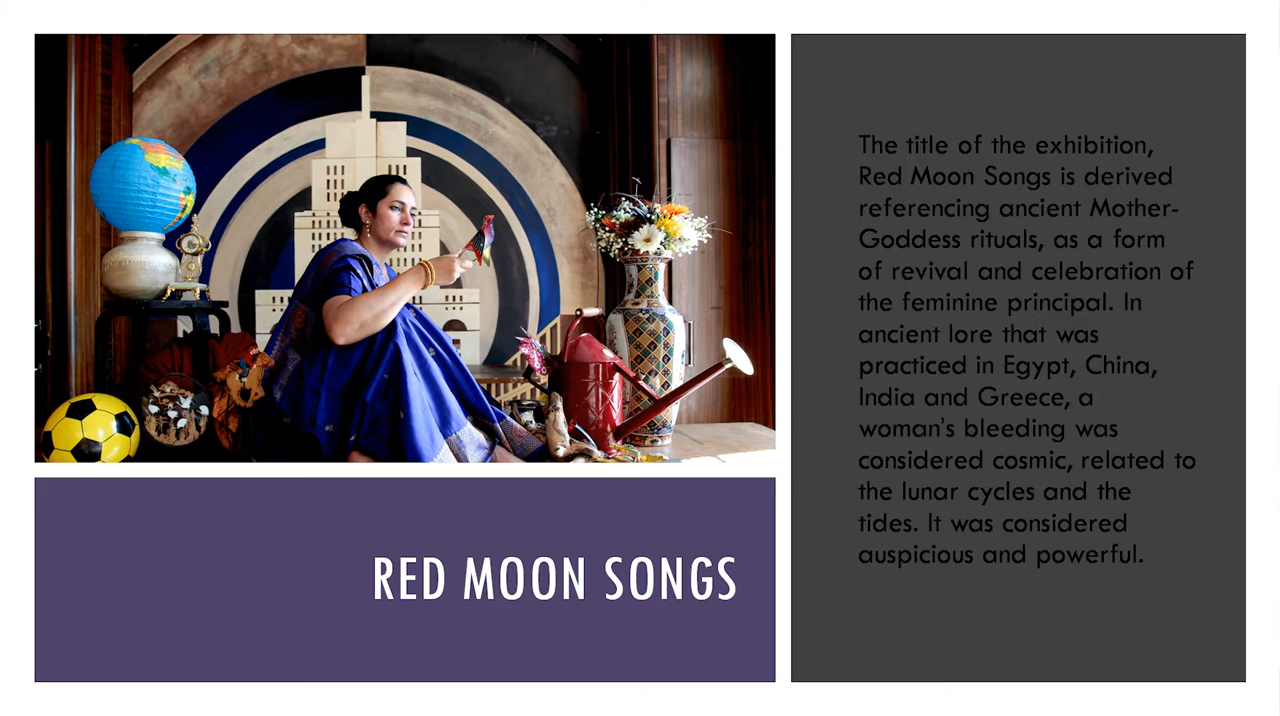 The title of the exhibition,
Red Moon Songs is derived
referencing ancient Mother-
Goddess rituals, as a form
of revival and celebration of
the feminine principal. In
ancient lore that was
practiced in Egypt, China,
India and Greece, a
woman's bleeding was
considered cosmic, related to
the lunar cycles and the
tides. It was considered
auspicious and powerful.
RED MOON SONGS